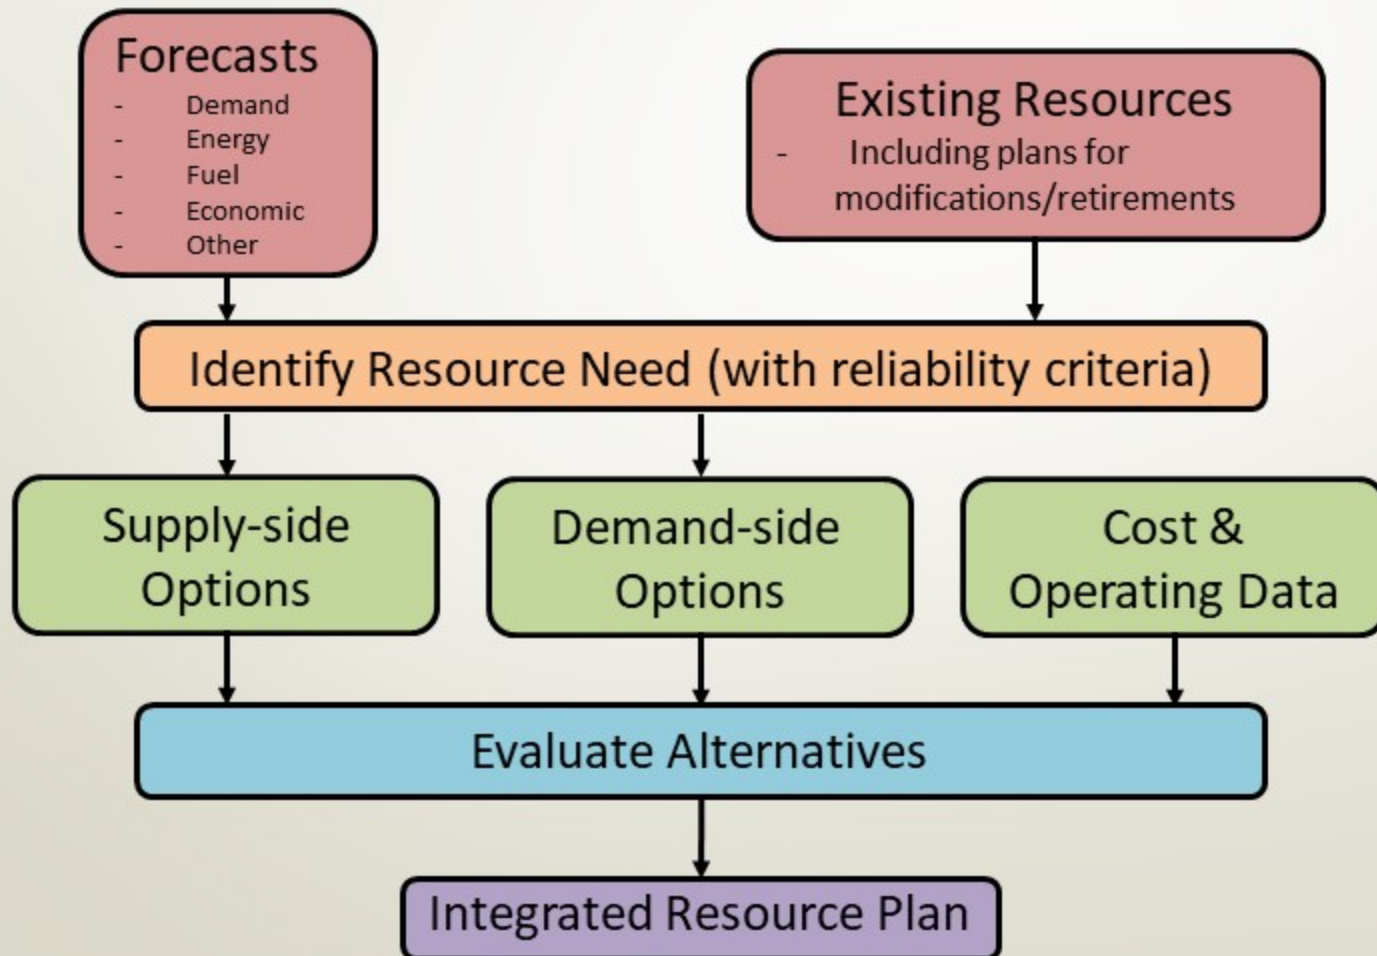 Forecasts
- Demand
- Energy
- Fuel
- Economic
- Other
Existing Resources
- Including plans for
modifications/retirements
Identify Resource Need (with reliability criteria)
Supply-side
Options
Demand-side
Options
Cost &
Operating Data
Evaluate Alternatives
Integrated Resource Plan